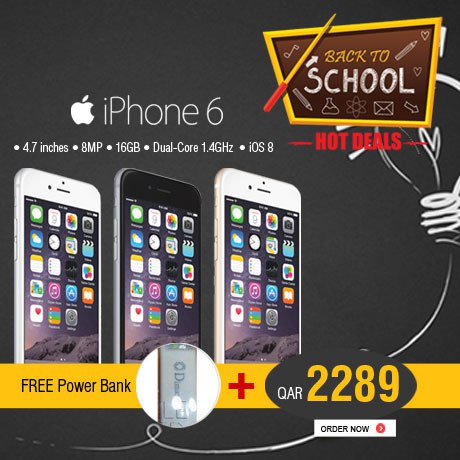 BACK TO
SCHOOL
HOT DEALS
iPhone 6
• 4.7 inches • 8MP • 16GB • Dual-Core 1.4GHz • iOS 8
FREE Power Bank
+
QAR 2289
ORDER NOW